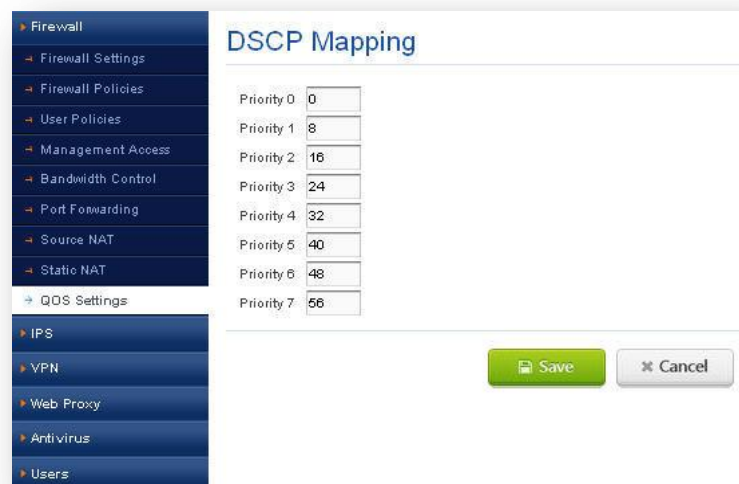 Firewall
Firewall Settings
Firewall Policies
User Policies
Management Access
Bandwidth Control
Port Forwarding
Source NAT
Static NAT
QOS Settings
IPS
VPN
Web Proxy
Antivirus
Users
DSCP Mapping
Priority 0 0
Priority 1 8
Priority 2 16
Priority 3 24
Priority 4 32
Priority 5 40
Priority 6 48
Priority 7 56
Save
Cancel